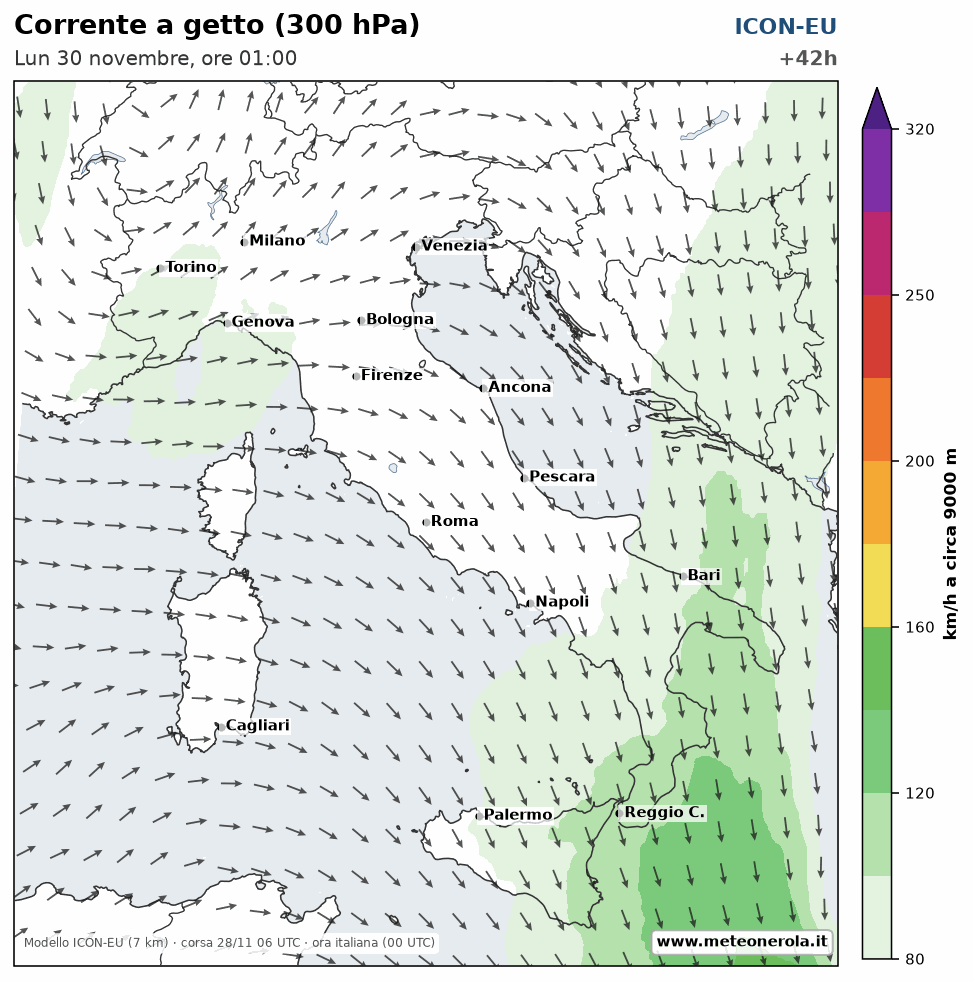 Corrente a getto (300 hPa)
ICON-EU
Lun 30 novembre, ore 01:00
+42h
Milano
Venezia
Torino
Genova
Bologna
Firenze
Ancona
Pescara
Roma
Bari
Napoli
Cagliari
Palermo
Reggio C.
320
250
200
160
120
80
km/h a circa 9000 m
Modello ICON-EU (7 km) · corsa 28/11 06 UTC · ora italiana (00 UTC)
www.meteonerola.it